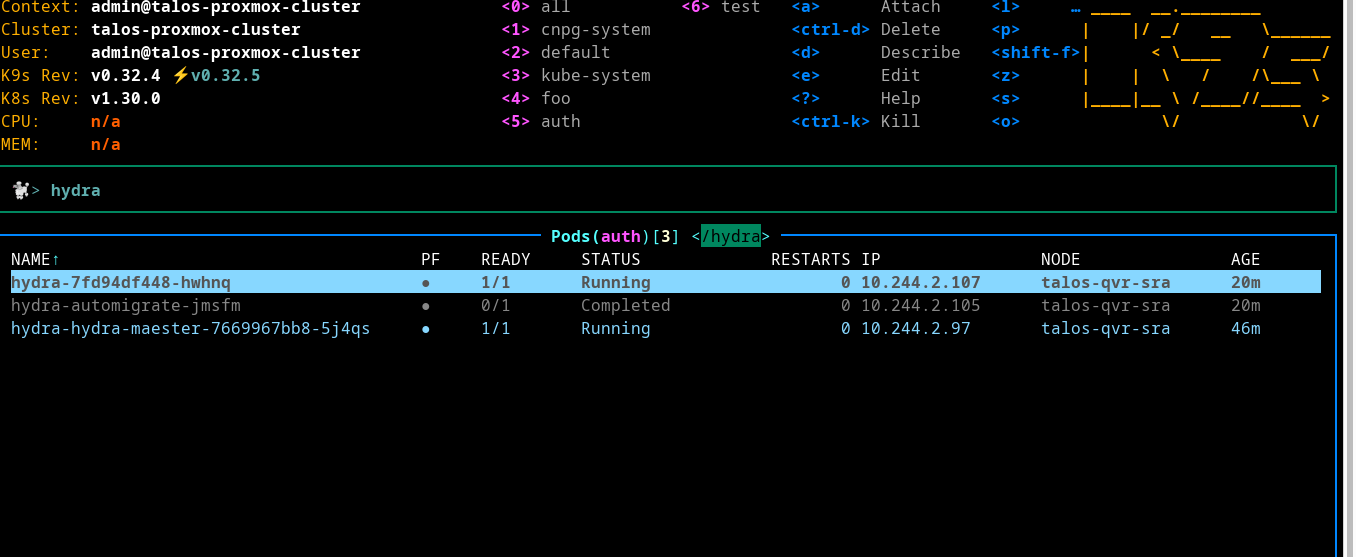 Context: admin@talos-proxmox-cluster <0> all <6> test <a> Attach <l> …
Cluster: talos-proxmox-cluster <1> cnpg-system <ctrl-d> Delete <p>
User: admin@talos-proxmox-cluster <2> default <d> Describe <shift-f>
K9s Rev: v0.32.4 ⚡v0.32.5 <3> kube-system <e> Edit <z>
K8s Rev: v1.30.0 <4> foo <?> Help <s>
CPU: n/a <5> auth <ctrl-k> Kill <o>
MEM: n/a
🐩> hydra
Pods(auth)[3] </hydra>
NAME↑ PF READY STATUS RESTARTS IP NODE AGE
hydra-7fd94df448-hwhnq ● 1/1 Running 0 10.244.2.107 talos-qvr-sra 20m
hydra-automigrate-jmsfm ● 0/1 Completed 0 10.244.2.105 talos-qvr-sra 20m
hydra-hydra-maester-7669967bb8-5j4qs ● 1/1 Running 0 10.244.2.97 talos-qvr-sra 46m